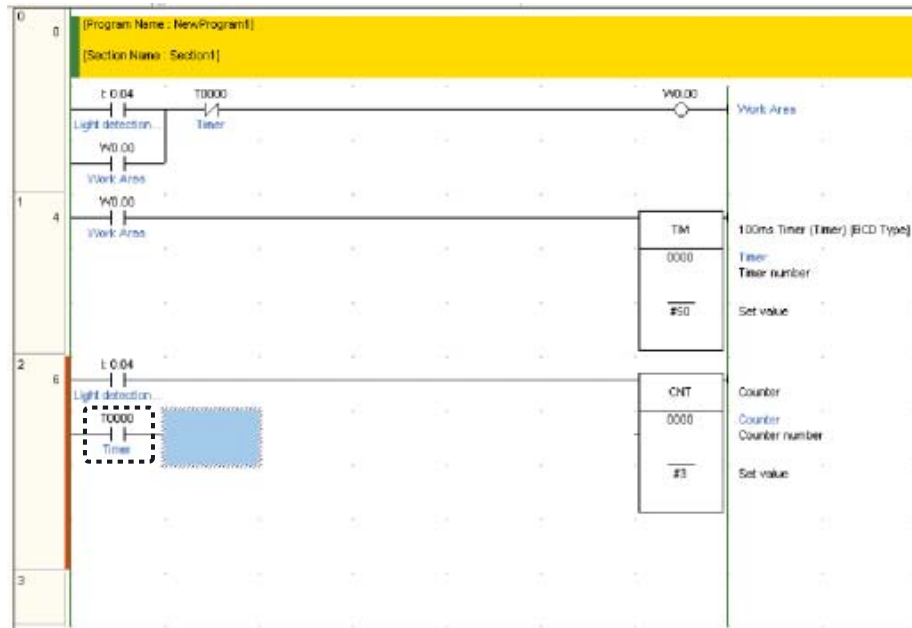 0
0
[Program Name : NewProgram1]
[Section Name : Section1]
I: 0.04 T0000 W0.00
Light detection... Timer Work Area
W0.00
Work Area
1
4
W0.00
Work Area
TIM 100ms Timer (Timer) [BCD Type]
0000 Timer
Timer number
#50 Set value
2
6
I: 0.04
Light detection...
CNT Counter
T0000 0000 Counter
Timer Counter number
#3 Set value
3